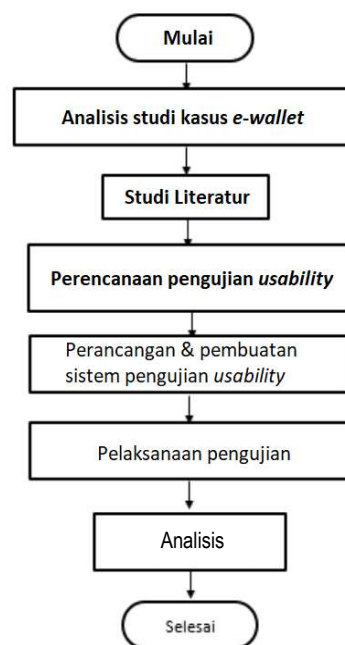 Mulai
Analisis studi kasus e-wallet
Studi Literatur
Perencanaan pengujian usability
Perancangan & pembuatan
sistem pengujian usability
Pelaksanaan pengujian
Analisis
Selesai